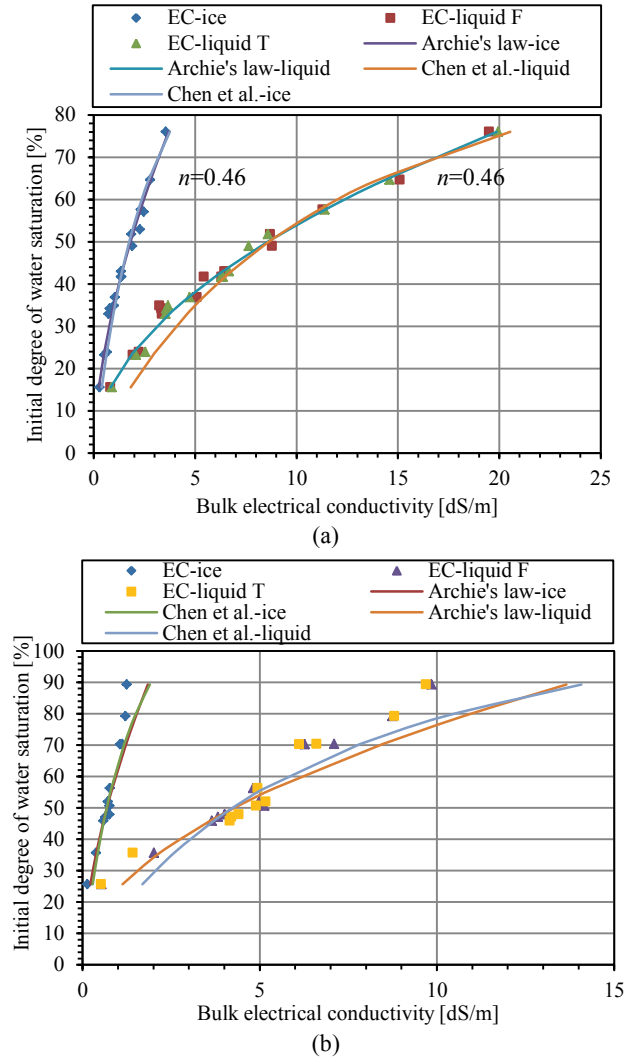 EC-ice EC-liquid F
EC-liquid T Archie's law-ice
Archie's law-liquid Chen et al.-liquid
Chen et al.-ice
80
70
60
50
40
30
20
10
0
Initial degree of water saturation [%]
n=0.46 n=0.46
0 5 10 15 20 25
Bulk electrical conductivity [dS/m]
(a)
EC-ice EC-liquid F
EC-liquid T Archie's law-ice
Chen et al.-ice Archie's law-liquid
Chen et al.-liquid
100
90
80
70
60
50
40
30
20
10
0
Initial degree of water saturation [%]
0 5 10 15
Bulk electrical conductivity [dS/m]
(b)